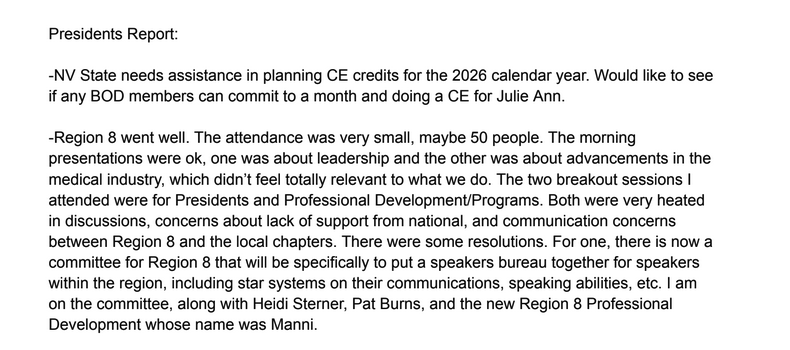 Presidents Report:
-NV State needs assistance in planning CE credits for the 2026 calendar year. Would like to see
if any BOD members can commit to a month and doing a CE for Julie Ann.
-Region 8 went well. The attendance was very small, maybe 50 people. The morning
presentations were ok, one was about leadership and the other was about advancements in the
medical industry, which didn’t feel totally relevant to what we do. The two breakout sessions I
attended were for Presidents and Professional Development/Programs. Both were very heated
in discussions, concerns about lack of support from national, and communication concerns
between Region 8 and the local chapters. There were some resolutions. For one, there is now a
committee for Region 8 that will be specifically to put a speakers bureau together for speakers
within the region, including star systems on their communications, speaking abilities, etc. I am
on the committee, along with Heidi Sterner, Pat Burns, and the new Region 8 Professional
Development whose name was Manni.